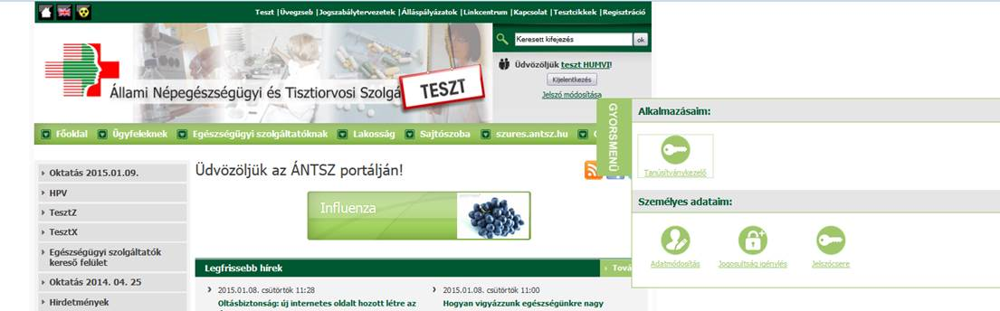 Teszt | Üvegzseb | Jogszabálytervezetek | Álláspályázatok | Linkcentrum | Kapcsolat | Tesztcikkek | Regisztráció
Keresett kifejezés
ok
Állami Népegészségügyi és Tisztiorvosi Szolgá
TESZT
Üdvözöljük teszt HUMVI!
Kijelentkezés
Jelszó módosítása
Főoldal Ügyfeleknek Egészségügyi szolgáltatóknak Lakosság Sajtószoba szures.antsz.hu
GYORSMENÜ
Alkalmazásaim:
Tanúsítványkezelő
Személyes adataim:
Adatmódosítás
Jogosultság igénylés
Jelszócsere
Oktatás 2015.01.09.
HPV
TesztZ
TesztX
Egészségügyi szolgáltatók
kereső felület
Oktatás 2014. 04. 25
Hirdetmények
Üdvözöljük az ÁNTSZ portálján!
Influenza
Legfrissebb hírek
Tová
2015.01.08. csütörtök 11:28
Oltásbiztonság: új internetes oldalt hozott létre az
2015.01.08. csütörtök 11:00
Hogyan vigyázzunk egészségünkre nagy